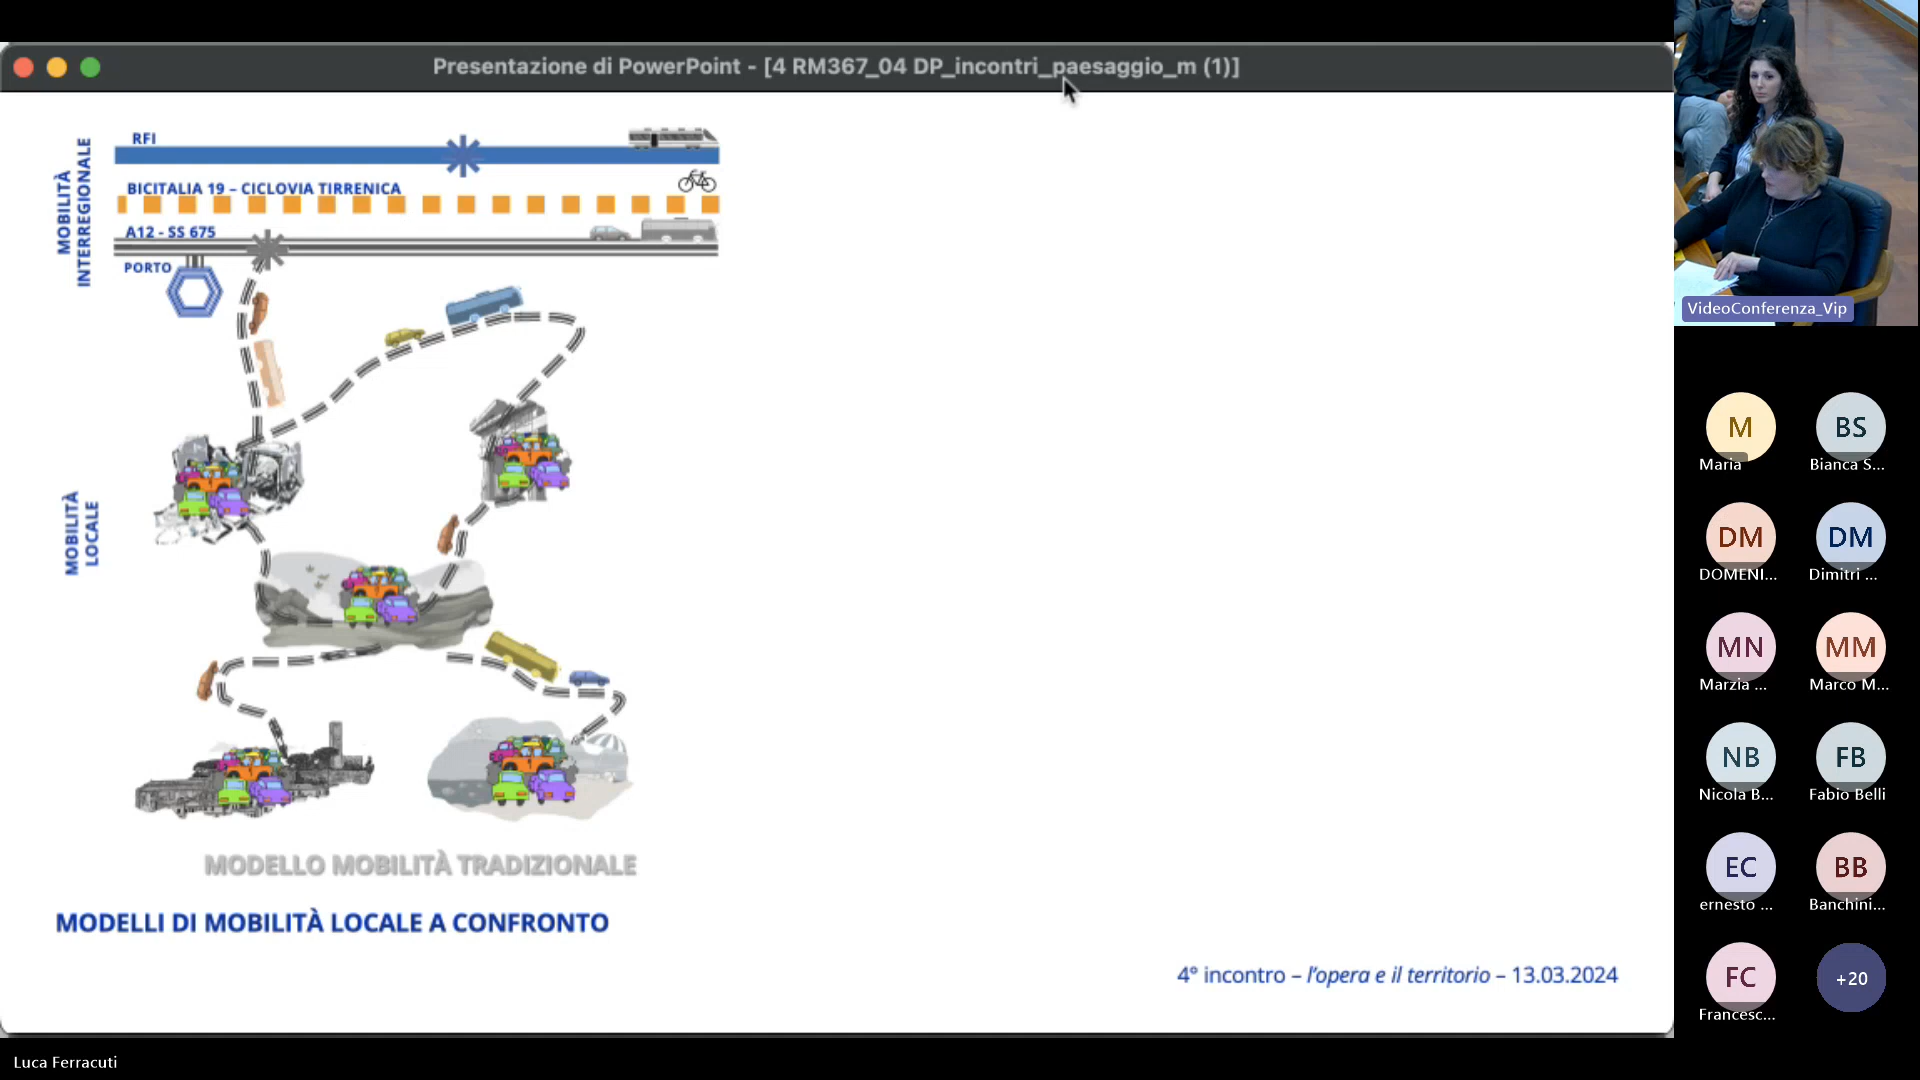 Presentazione di PowerPoint - [4 RM367_04 DP_incontri_paesaggio_m (1)]
MOBILITÀ
INTERREGIONALE
RFI
BICITALIA 19 – CICLOVIA TIRRENICA
A12 - SS 675
PORTO
MOBILITÀ
LOCALE
MODELLO MOBILITÀ TRADIZIONALE
MODELLI DI MOBILITÀ LOCALE A CONFRONTO
4° incontro – l'opera e il territorio – 13.03.2024
VideoConferenza_Vip
M
Maria
BS
Bianca S...
DM
DOMENI...
DM
Dimitri ...
MN
Marzia ...
MM
Marco M...
NB
Nicola B...
FB
Fabio Belli
EC
ernesto ...
BB
Banchini...
FC
Francesc...
+20
Luca Ferracuti